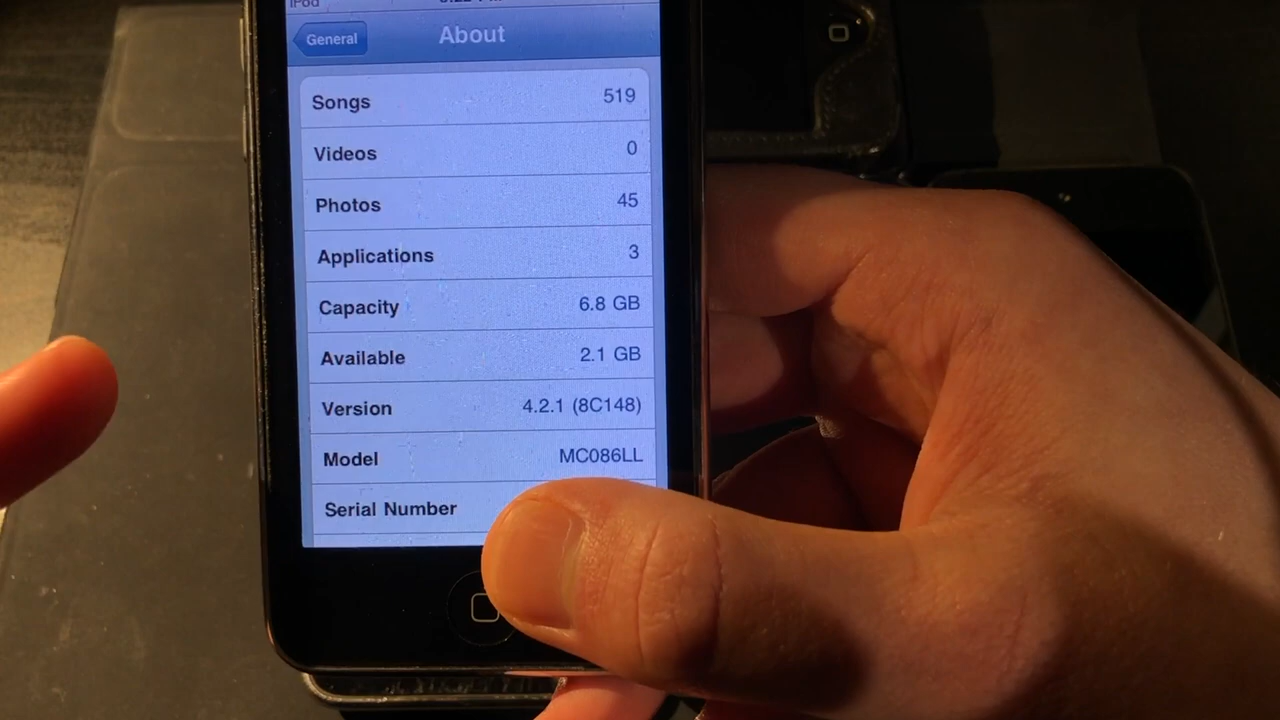 iPod
General
About
Songs 519
Videos 0
Photos 45
Applications 3
Capacity 6.8 GB
Available 2.1 GB
Version 4.2.1 (8C148)
Model MC086LL
Serial Number